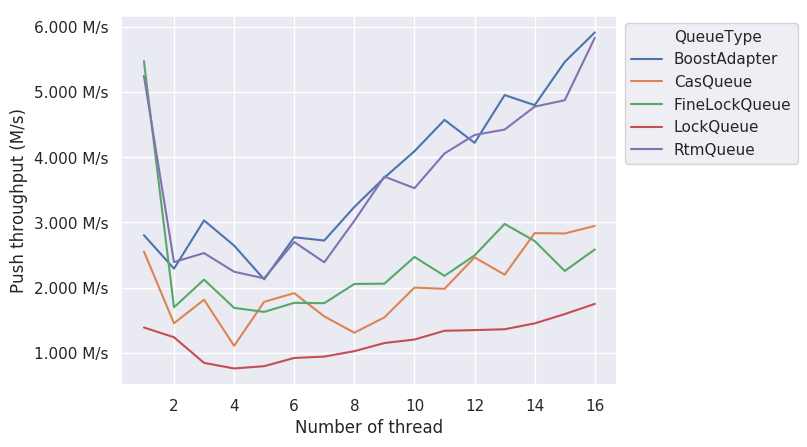 6.000 M/s
5.000 M/s
4.000 M/s
3.000 M/s
2.000 M/s
1.000 M/s
Push throughput (M/s)
2 4 6 8 10 12 14 16
Number of thread
QueueType
BoostAdapter
CasQueue
FineLockQueue
LockQueue
RtmQueue